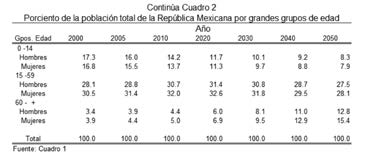 Continúa Cuadro 2
Porciento de la población total de la República Mexicana por grandes grupos de edad
Año
Gpos. Edad 2000 2005 2010 2020 2030 2040 2050
0 -14
Hombres 17.3 16.0 14.2 11.7 10.1 9.2 8.3
Mujeres 16.8 15.5 13.7 11.3 9.7 8.8 7.9
15 -59
Hombres 28.1 28.8 30.7 31.4 30.8 28.7 27.5
Mujeres 30.5 31.4 32.0 32.6 31.8 29.5 28.1
60 - +
Hombres 3.4 3.9 4.4 6.0 8.1 11.0 12.8
Mujeres 3.9 4.4 5.0 6.9 9.5 12.9 15.4
Total 100.0 100.0 100.0 100.0 100.0 100.0 100.0
Fuente: Cuadro 1